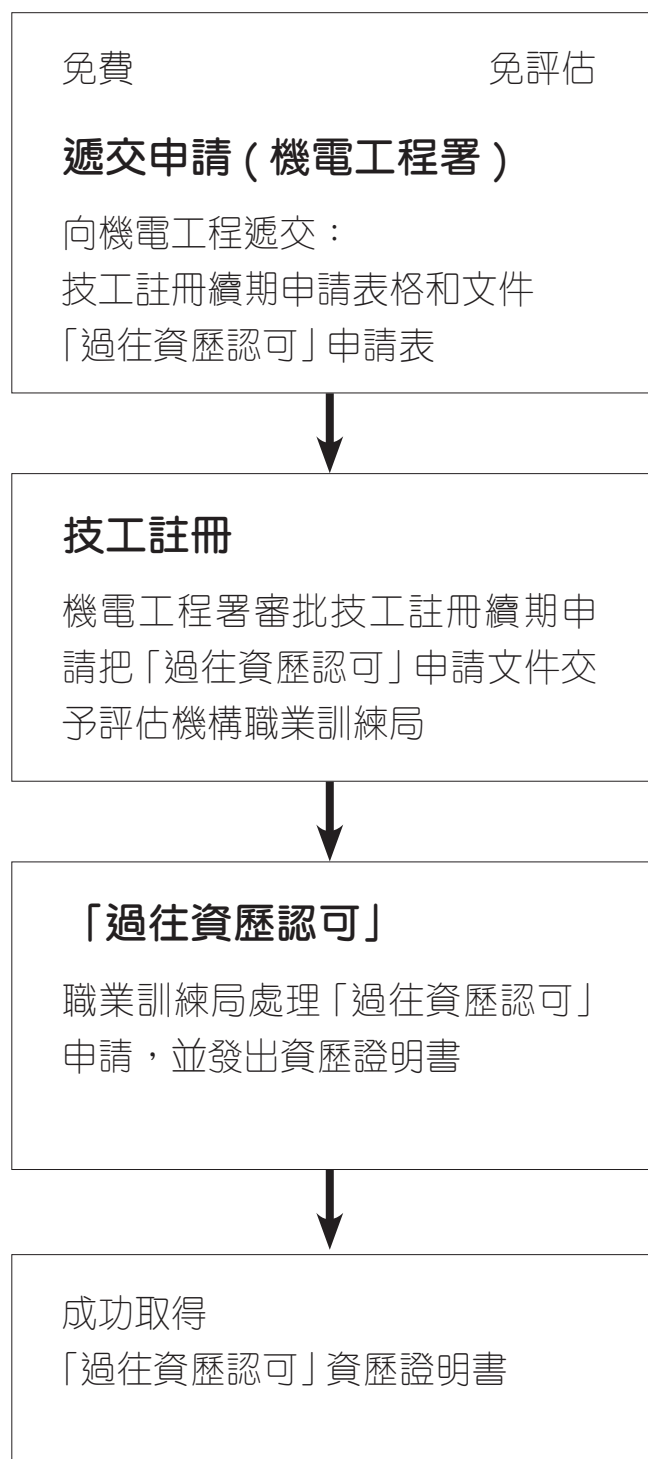 免費 免評估
遞交申請 ( 機電工程署 )
向機電工程遞交：
技工註冊續期申請表格和文件
「過往資歷認可」申請表
技工註冊
機電工程署審批技工註冊續期申
請把「過往資歷認可」申請文件交
予評估機構職業訓練局
「過往資歷認可」
職業訓練局處理「過往資歷認可」
申請，並發出資歷證明書
成功取得
「過往資歷認可」資歷證明書